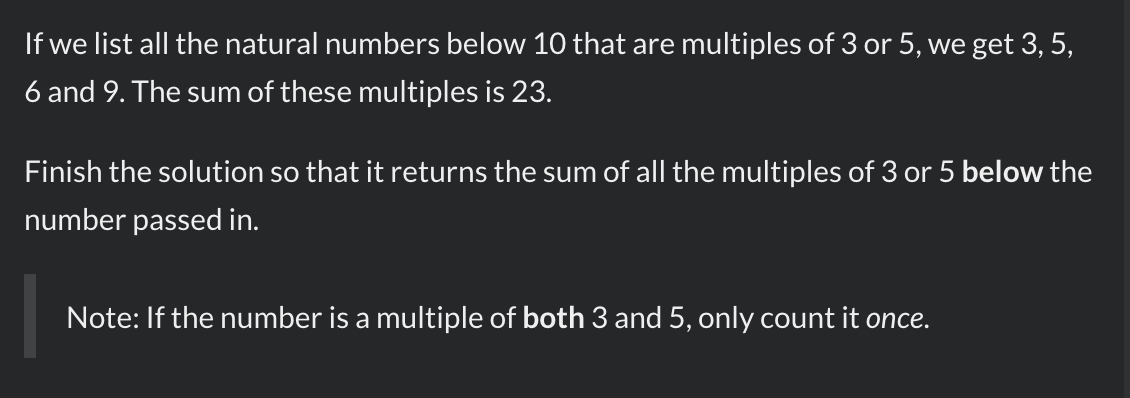 If we list all the natural numbers below 10 that are multiples of 3 or 5, we get 3, 5,
6 and 9. The sum of these multiples is 23.
Finish the solution so that it returns the sum of all the multiples of 3 or 5 below the
number passed in.
Note: If the number is a multiple of both 3 and 5, only count it once.